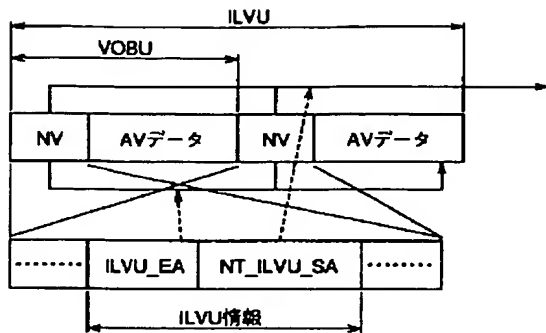 ILVU
VOBU
NV AVデータ NV AVデータ
········ ILVU_EA NT_ILVU_SA ········
ILVU情報